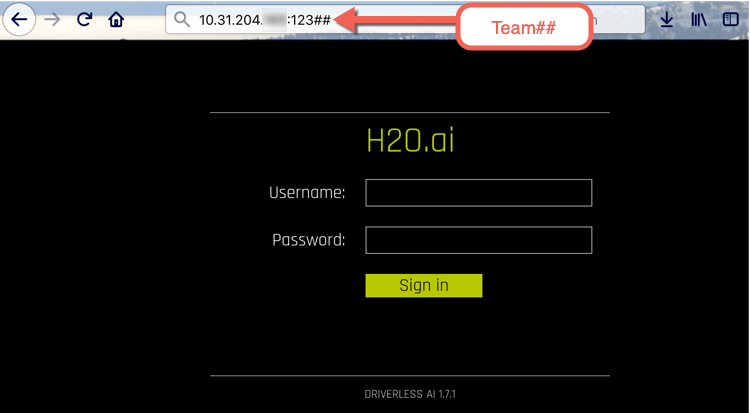 10.31.204. :123##
Team##
H2O.ai
Username:
Password:
Sign in
DRIVERLESS AI 1.7.1